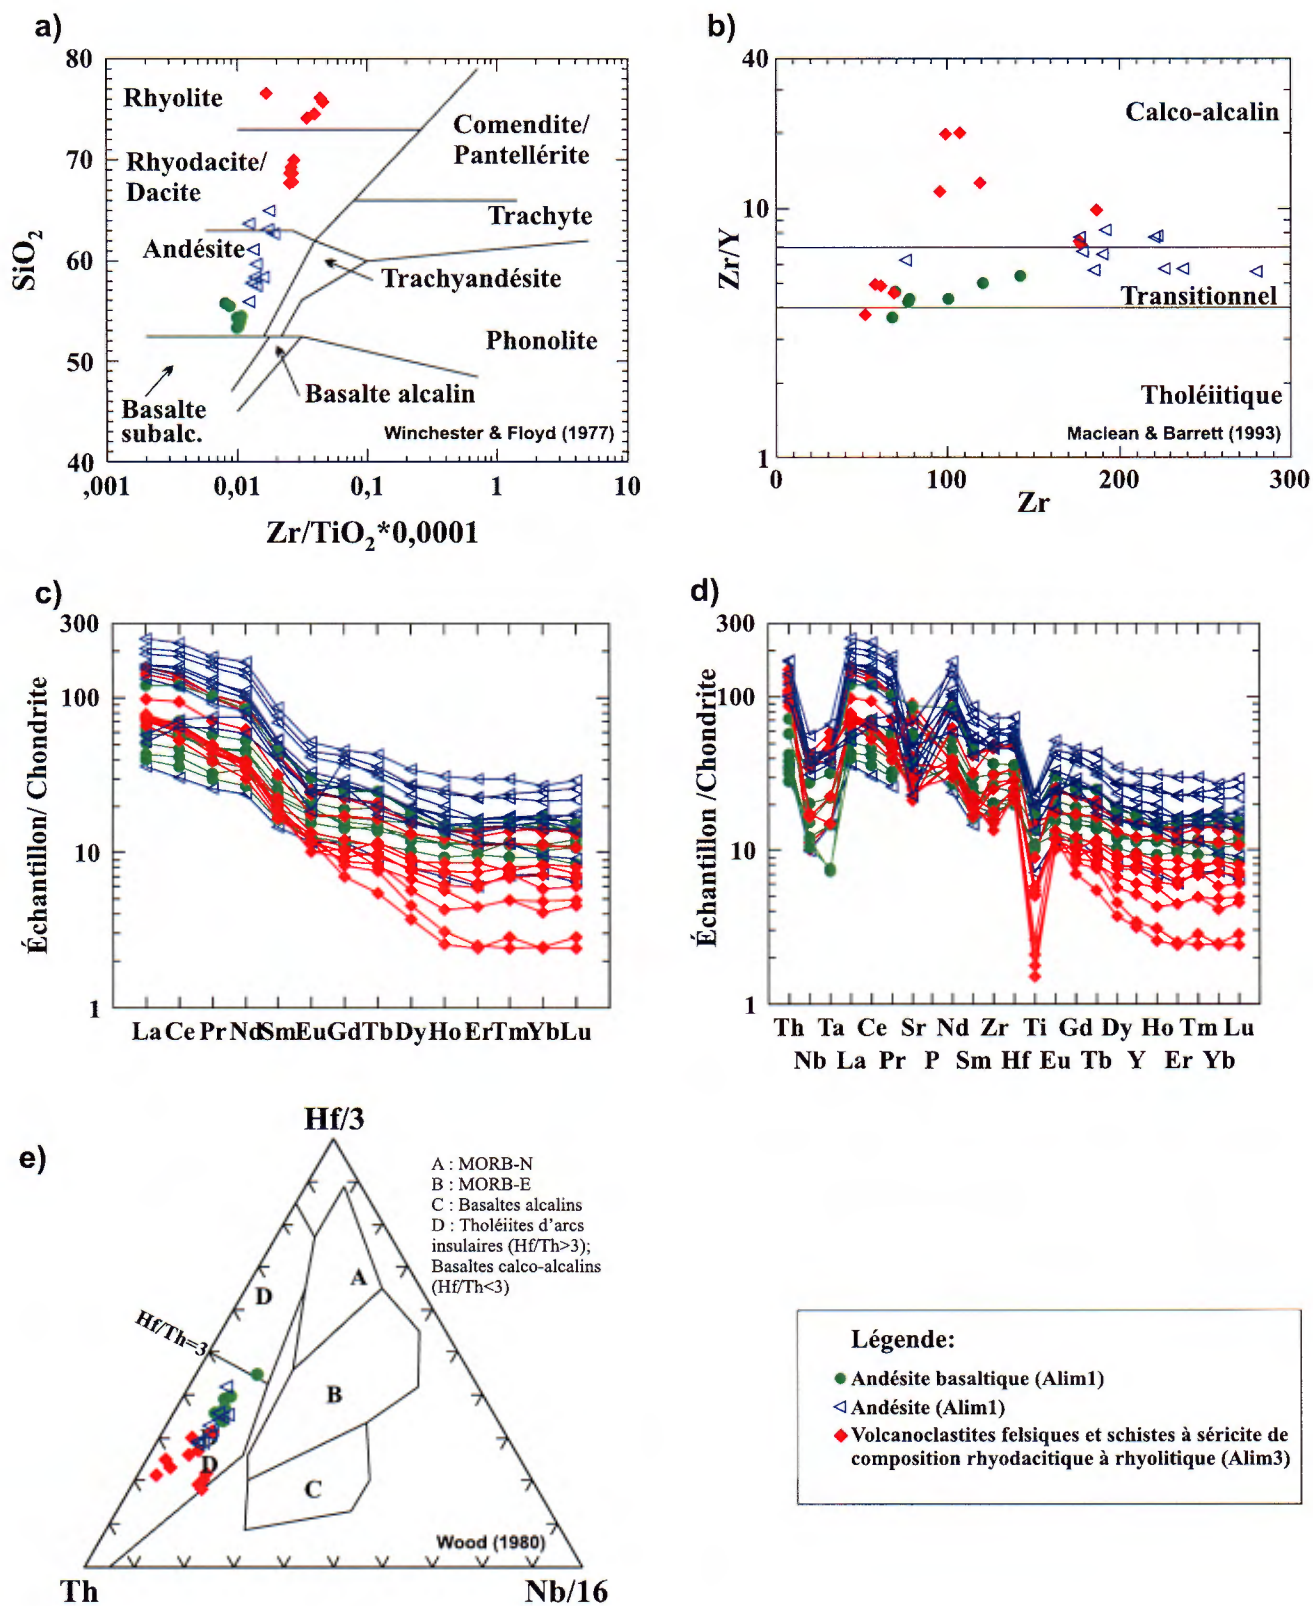 a)
80
70
60
50
40
SiO2
Rhyolite
Rhyodacite/
Dacite
Andésite
Comendite/
Pantellérite
Trachyte
Trachyandésite
Phonolite
Basalte alcalin
Basalte
subalc.
Winchester & Floyd (1977)
,001
0,01
0,1
1
10
Zr/TiO2*0,0001
b)
40
10
1
Zr/Y
Calco-alcalin
Transitionnel
Tholéiitique
Maclean & Barrett (1993)
0
100
200
300
Zr
c)
300
100
10
1
Échantillon/ Chondrite
La Ce Pr Nd Sm Eu Gd Tb Dy Ho Er Tm Yb Lu
d)
300
100
10
1
Échantillon /Chondrite
Th Ta Ce Sr Nd Zr Ti Gd Dy Ho Tm Lu
Nb La Pr P Sm Hf Eu Tb Y Er Yb
e)
Hf/3
A : MORB-N
B : MORB-E
C : Basaltes alcalins
D : Tholéiites d'arcs
insulaires (Hf/Th>3);
Basaltes calco-alcalins
(Hf/Th<3)
A
D
Hf/Th=3
B
D
D
C
Wood (1980)
Th
Nb/16
Légende:
Andésite basaltique (Alim1)
Andésite (Alim1)
Volcanoclastites felsiques et schistes à séricite de
composition rhyodacitique à rhyolitique (Alim3)